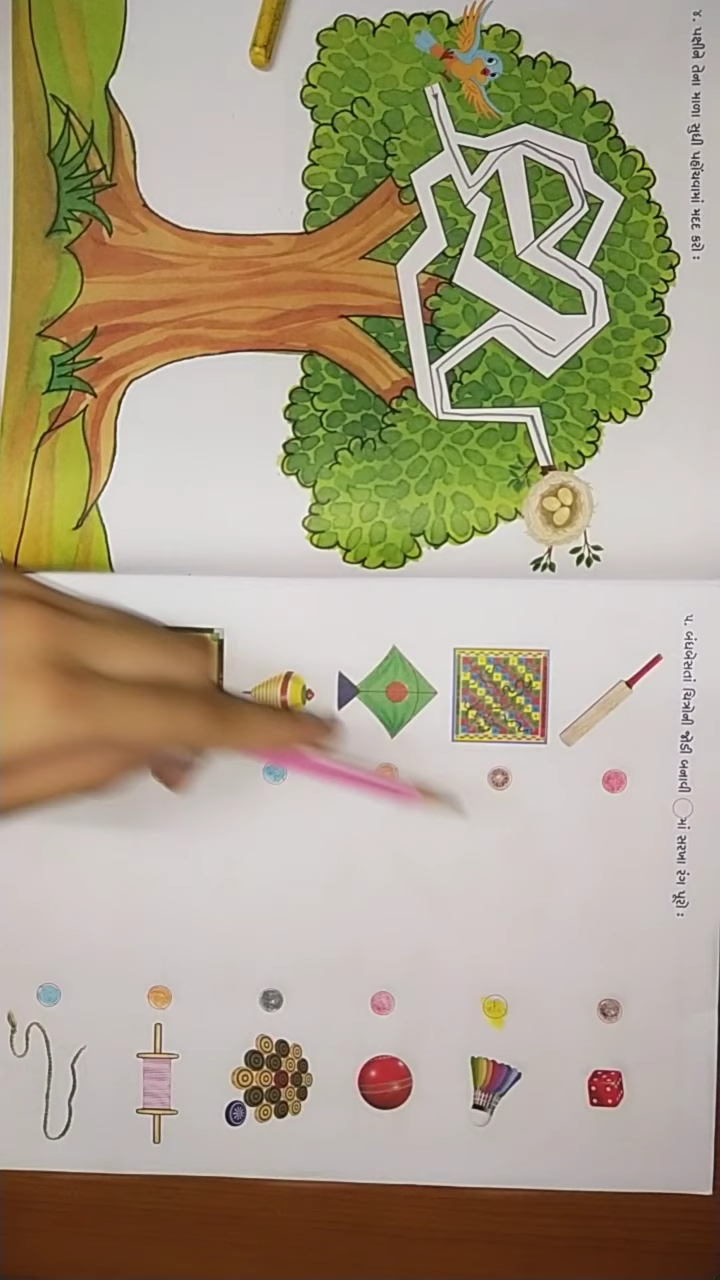 ૪. પક્ષીને તેના માળા સુધી પહોંચવામાં મદદ કરો :
૫. બંધબેસતાં ચિત્રોની જોડી બનાવી ◯માં સરખા રંગ પૂરો :